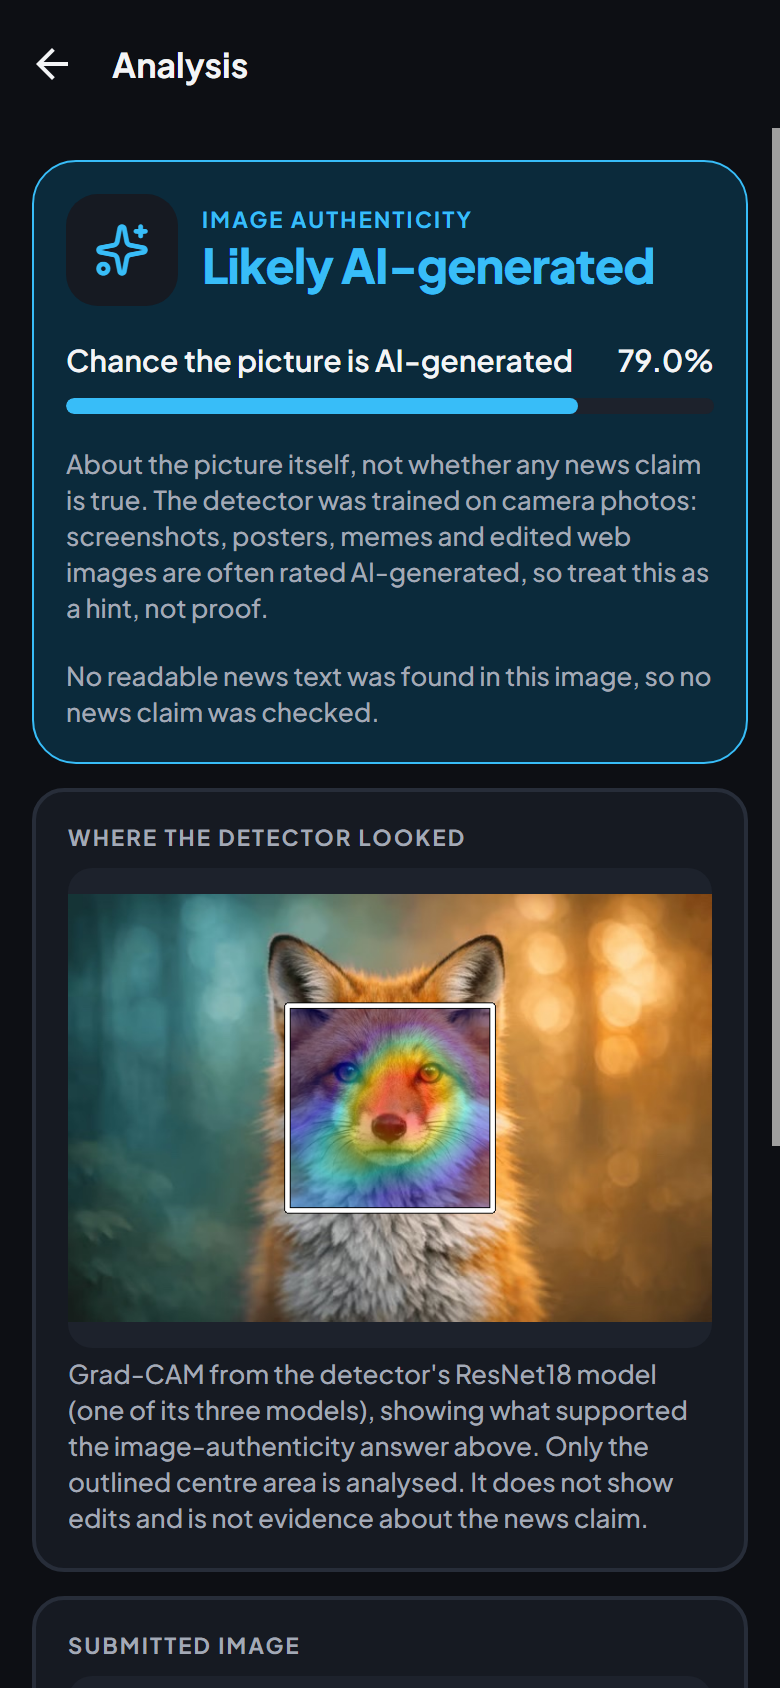 Analysis
IMAGE AUTHENTICITY
Likely AI-generated
Chance the picture is AI-generated 79.0%
About the picture itself, not whether any news claim
is true. The detector was trained on camera photos:
screenshots, posters, memes and edited web
images are often rated AI-generated, so treat this as
a hint, not proof.
No readable news text was found in this image, so no
news claim was checked.
WHERE THE DETECTOR LOOKED
Grad-CAM from the detector's ResNet18 model
(one of its three models), showing what supported
the image-authenticity answer above. Only the
outlined centre area is analysed. It does not show
edits and is not evidence about the news claim.
SUBMITTED IMAGE